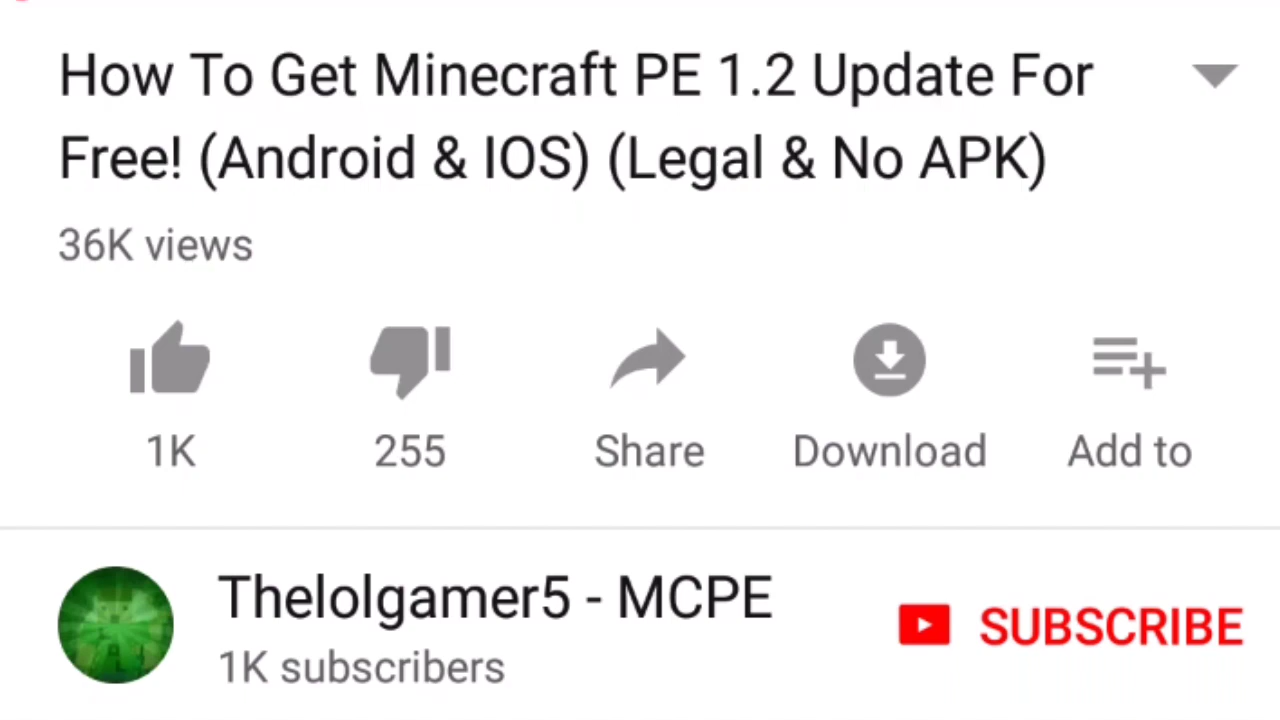 How To Get Minecraft PE 1.2 Update For
Free! (Android & IOS) (Legal & No APK)
36K views
1K 255 Share Download Add to
Thelolgamer5 - MCPE
SUBSCRIBE
1K subscribers